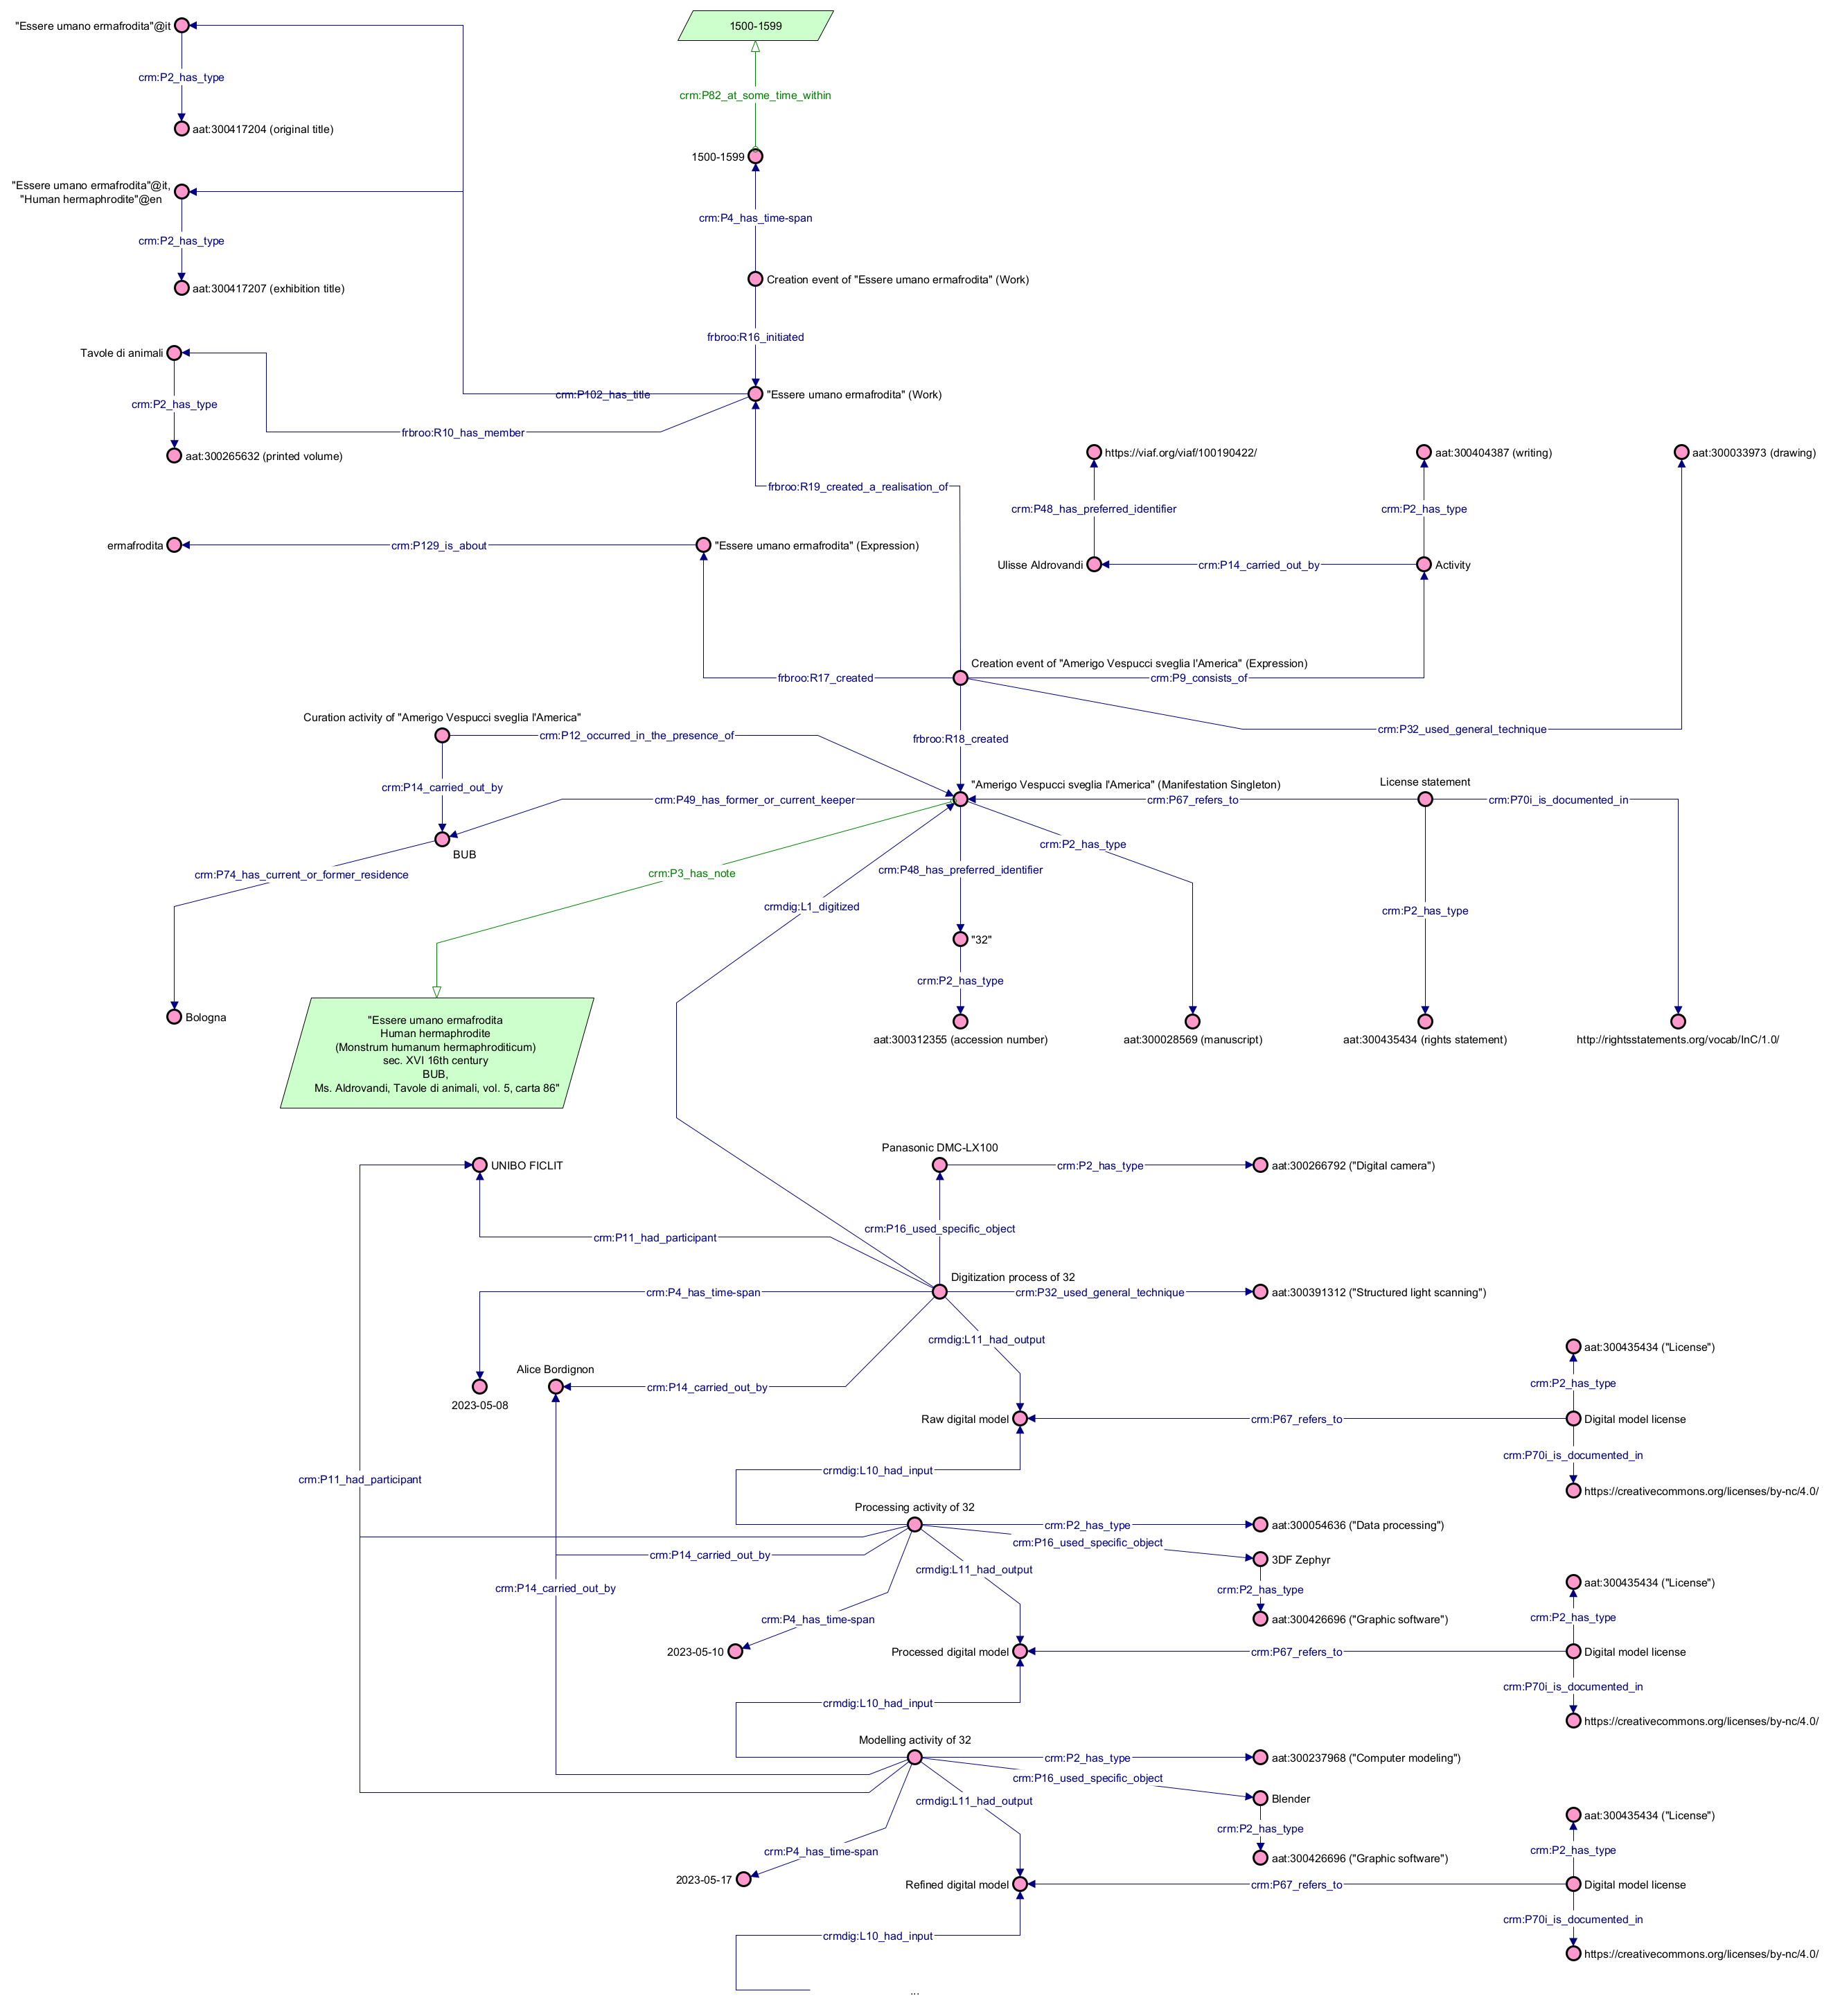 "Essere umano ermafrodita"@it
1500-1599
crm:P2_has_type
crm:P82_at_some_time_within
aat:300417204 (original title)
1500-1599
"Essere umano ermafrodita"@it,
"Human hermaphrodite"@en
crm:P4_has_time-span
crm:P2_has_type
Creation event of "Essere umano ermafrodita" (Work)
aat:300417207 (exhibition title)
frbroo:R16_initiated
Tavole di animali
crm:P102_has_title
"Essere umano ermafrodita" (Work)
crm:P2_has_type
frbroo:R10_has_member
aat:300265632 (printed volume)
https://viaf.org/viaf/100190422/
aat:300404387 (writing)
aat:300033973 (drawing)
frbroo:R19_created_a_realisation_of
crm:P48_has_preferred_identifier
crm:P2_has_type
ermafrodita
crm:P129_is_about
"Essere umano ermafrodita" (Expression)
Ulisse Aldrovandi
crm:P14_carried_out_by
Activity
Creation event of "Amerigo Vespucci sveglia l'America" (Expression)
frbroo:R17_created
crm:P9_consists_of
Curation activity of "Amerigo Vespucci sveglia l'America"
crm:P12_occurred_in_the_presence_of
frbroo:R18_created
crm:P32_used_general_technique
"Amerigo Vespucci sveglia l'America" (Manifestation Singleton)
License statement
crm:P14_carried_out_by
crm:P49_has_former_or_current_keeper
crm:P67_refers_to
crm:P70i_is_documented_in
BUB
crm:P2_has_type
crm:P74_has_current_or_former_residence
crm:P3_has_note
crm:P48_has_preferred_identifier
crmdig:L1_digitized
crm:P2_has_type
"32"
crm:P2_has_type
Bologna
aat:300312355 (accession number)
aat:300028569 (manuscript)
aat:300435434 (rights statement)
http://rightsstatements.org/vocab/InC/1.0/
"Essere umano ermafrodita
Human hermaphrodite
(Monstrum humanum hermaphroditicum)
sec. XVI 16th century
BUB,
Ms. Aldrovandi, Tavole di animali, vol. 5, carta 86"
Panasonic DMC-LX100
UNIBO FICLIT
crm:P2_has_type
aat:300266792 ("Digital camera")
crm:P16_used_specific_object
crm:P11_had_participant
Digitization process of 32
crm:P4_has_time-span
crm:P32_used_general_technique
aat:300391312 ("Structured light scanning")
crmdig:L11_had_output
aat:300435434 ("License")
Alice Bordignon
crm:P14_carried_out_by
crm:P2_has_type
2023-05-08
Raw digital model
crm:P67_refers_to
Digital model license
crm:P70i_is_documented_in
crmdig:L10_had_input
crm:P11_had_participant
https://creativecommons.org/licenses/by-nc/4.0/
Processing activity of 32
crm:P2_has_type
aat:300054636 ("Data processing")
crm:P16_used_specific_object
crm:P14_carried_out_by
3DF Zephyr
crmdig:L11_had_output
aat:300435434 ("License")
crm:P14_carried_out_by
crm:P2_has_type
crm:P4_has_time-span
aat:300426696 ("Graphic software")
crm:P2_has_type
2023-05-10
Processed digital model
crm:P67_refers_to
Digital model license
crm:P70i_is_documented_in
crmdig:L10_had_input
https://creativecommons.org/licenses/by-nc/4.0/
Modelling activity of 32
crm:P2_has_type
aat:300237968 ("Computer modeling")
crm:P16_used_specific_object
Blender
crmdig:L11_had_output
aat:300435434 ("License")
crm:P2_has_type
crm:P4_has_time-span
crm:P2_has_type
aat:300426696 ("Graphic software")
2023-05-17
Refined digital model
crm:P67_refers_to
Digital model license
crm:P70i_is_documented_in
crmdig:L10_had_input
https://creativecommons.org/licenses/by-nc/4.0/